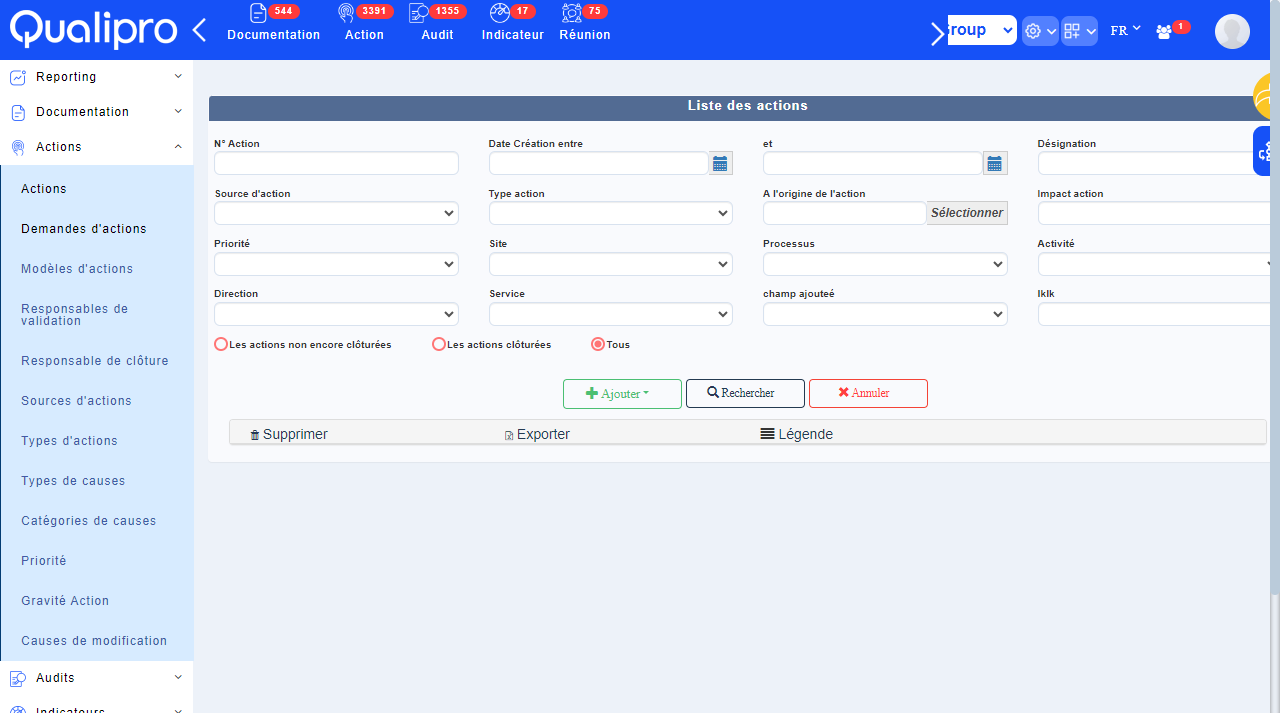 Qualipro
544
3391
1355
17
75
Documentation
Action
Audit
Indicateur
Réunion
roup
FR
1
Reporting
Documentation
Actions
Actions
Demandes d'actions
Modèles d'actions
Responsables de
validation
Responsable de clôture
Sources d'actions
Types d'actions
Types de causes
Catégories de causes
Priorité
Gravité Action
Causes de modification
Audits
Indicateurs
Liste des actions
N° Action
Date Création entre
et
Désignation
Source d'action
Type action
A l'origine de l'action
Sélectionner
Impact action
Priorité
Site
Processus
Activité
Direction
Service
champ ajouteé
lklk
Les actions non encore clôturées
Les actions clôturées
Tous
Ajouter
Rechercher
Annuler
Supprimer
Exporter
Légende